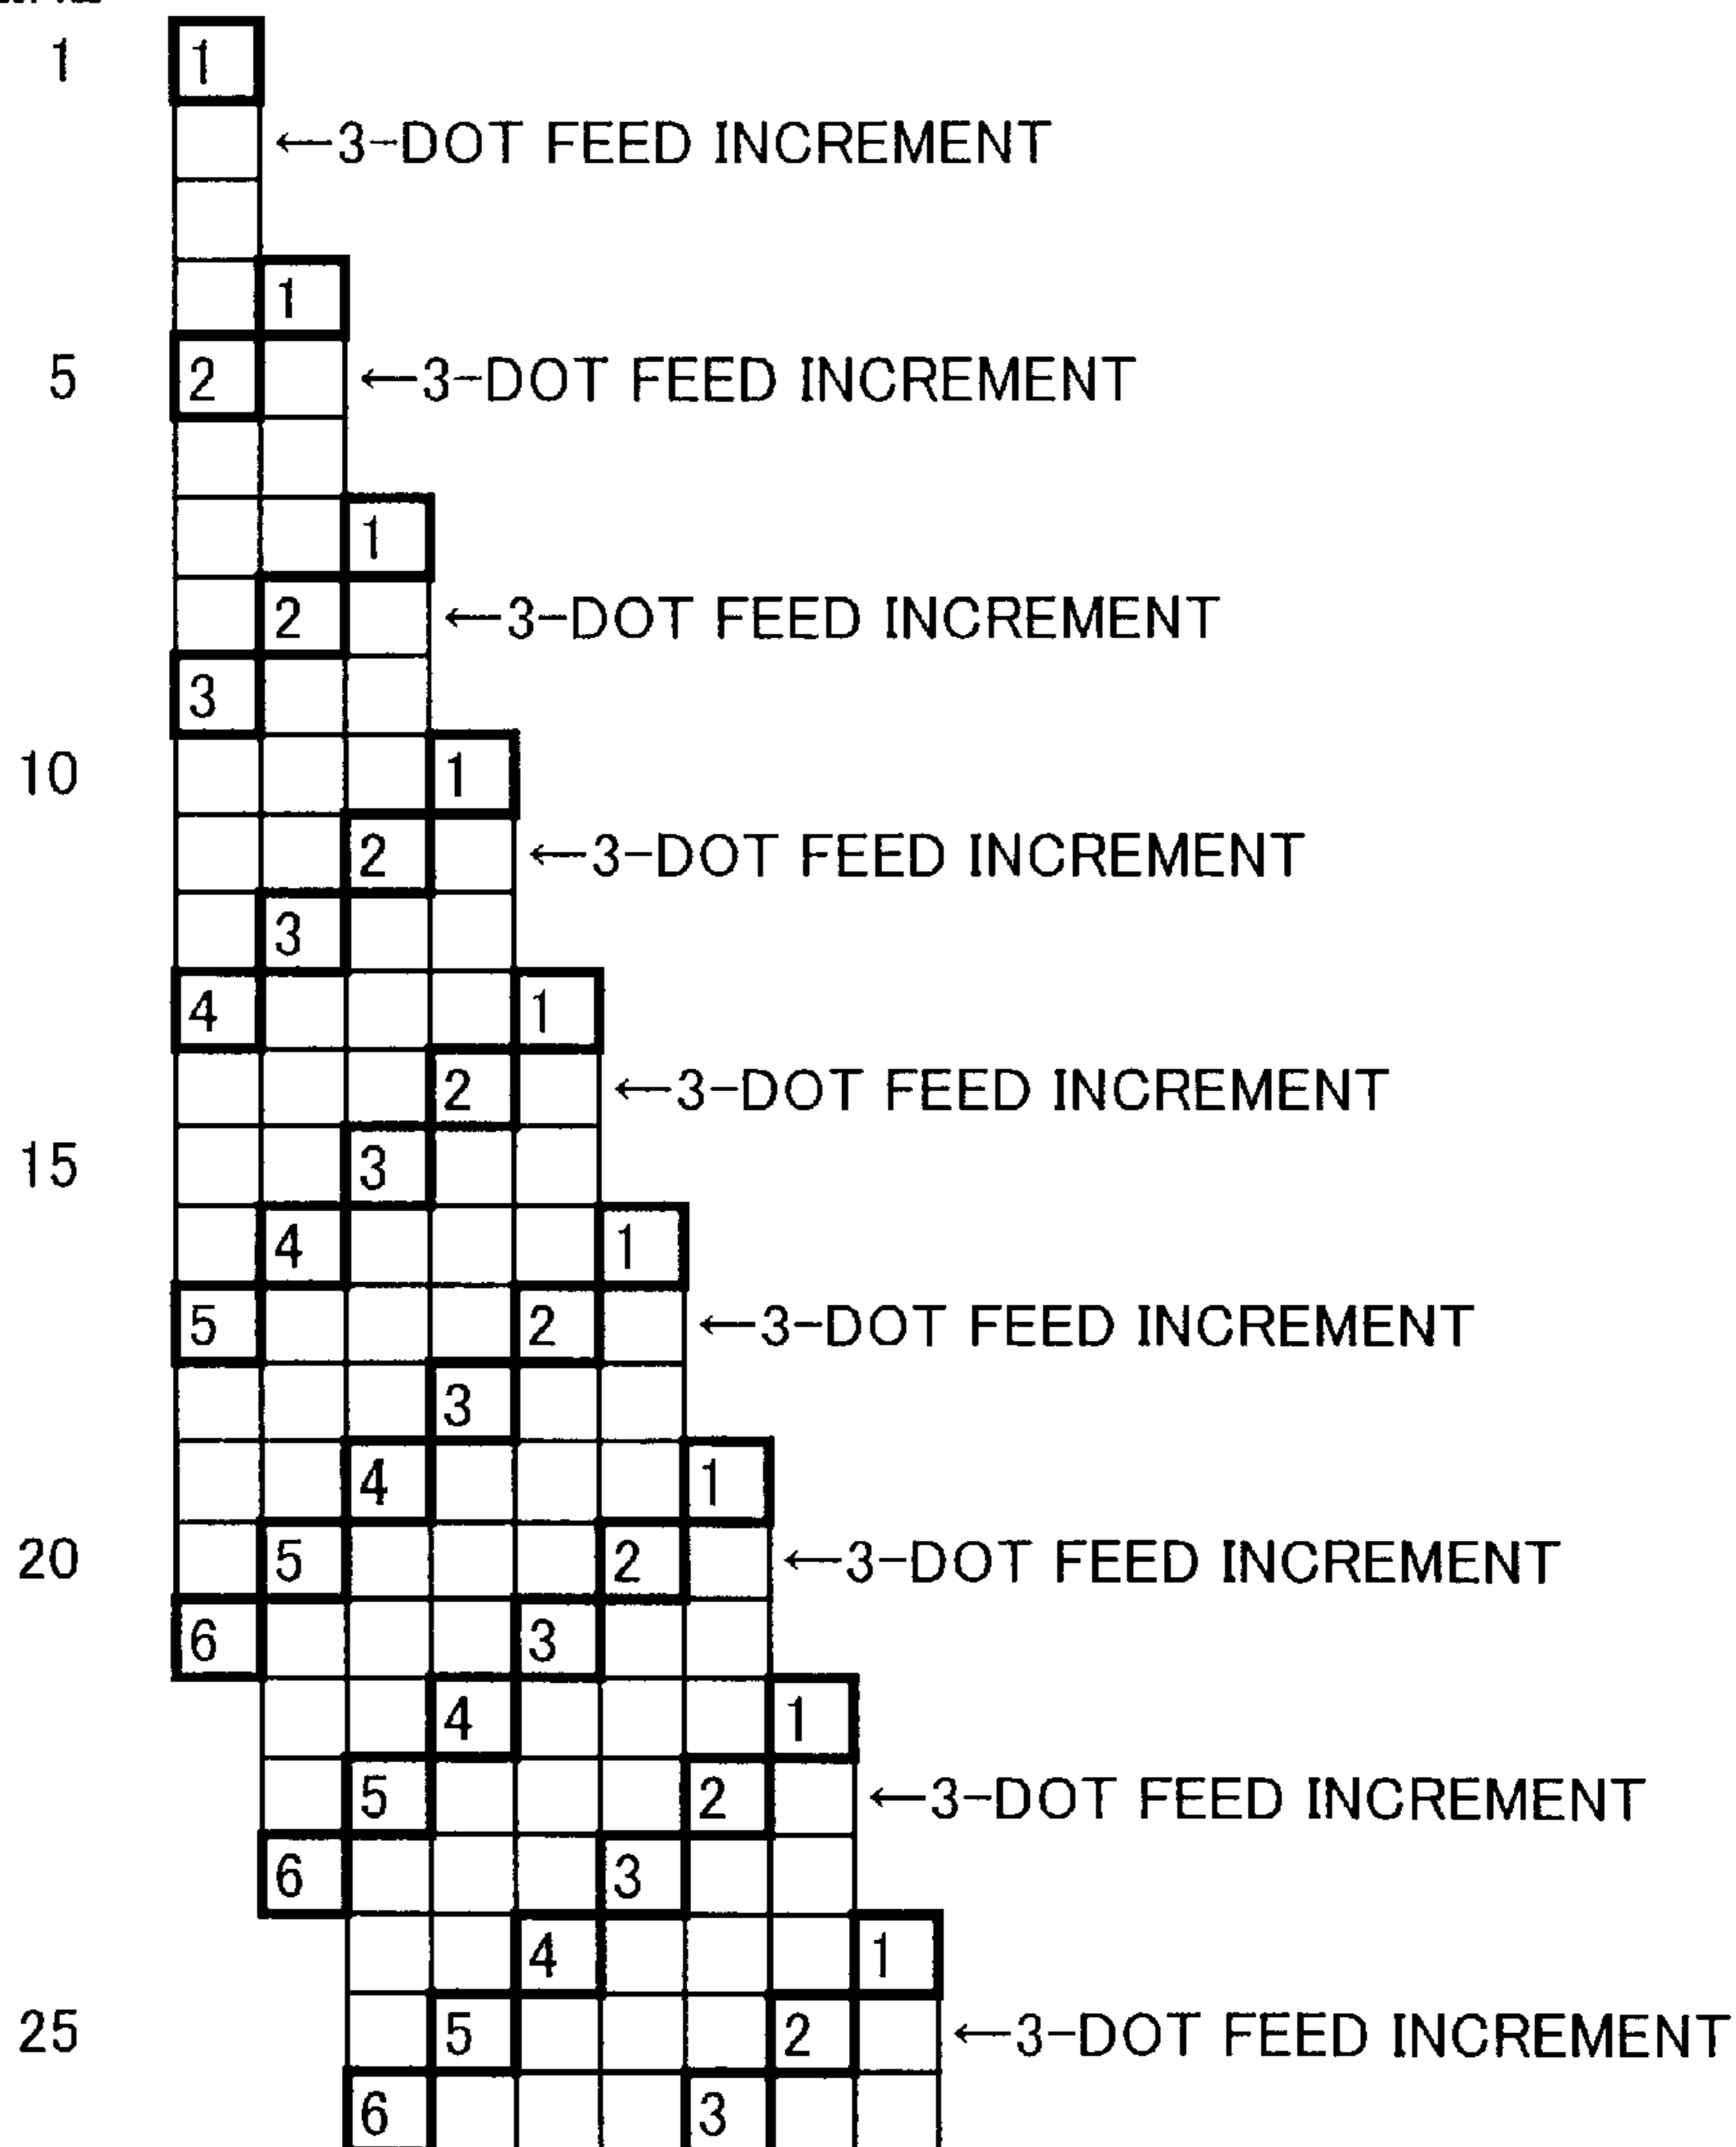 1 1
←3-DOT FEED INCREMENT
1
5 2 ←3-DOT FEED INCREMENT
1
2 ←3-DOT FEED INCREMENT
3
10 1
2 ←3-DOT FEED INCREMENT
3
4 1
2 ←3-DOT FEED INCREMENT
15 3
4 1
5 2 ←3-DOT FEED INCREMENT
3
4 1
20 5 2 ←3-DOT FEED INCREMENT
6 3
4 1
5 2 ←3-DOT FEED INCREMENT
6 3
4 1
25 5 2 ←3-DOT FEED INCREMENT
6 3